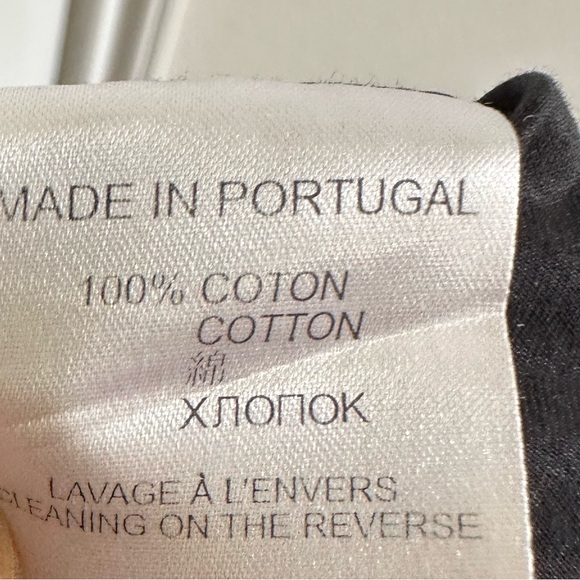 MADE IN PORTUGAL
100% COTON
COTTON
綿
ХЛОПОК
LAVAGE À L'ENVERS
CLEANING ON THE REVERSE